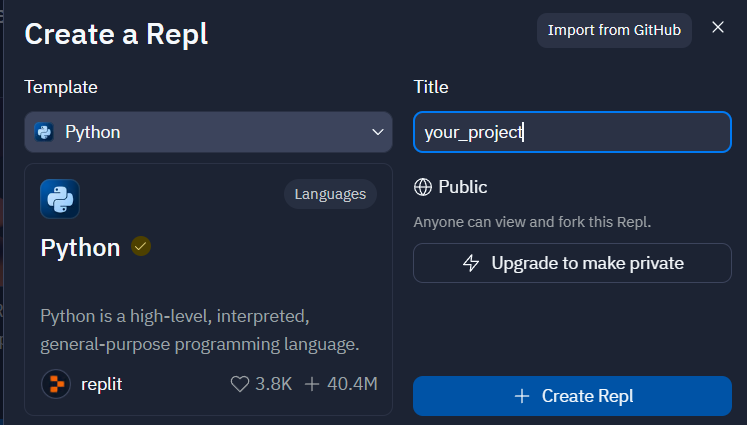 Create a Repl
Import from GitHub
Template
Python
Languages
Python
Python is a high-level, interpreted,
general-purpose programming language.
replit
3.8K
40.4M
Title
your_project
Public
Anyone can view and fork this Repl.
Upgrade to make private
Create Repl